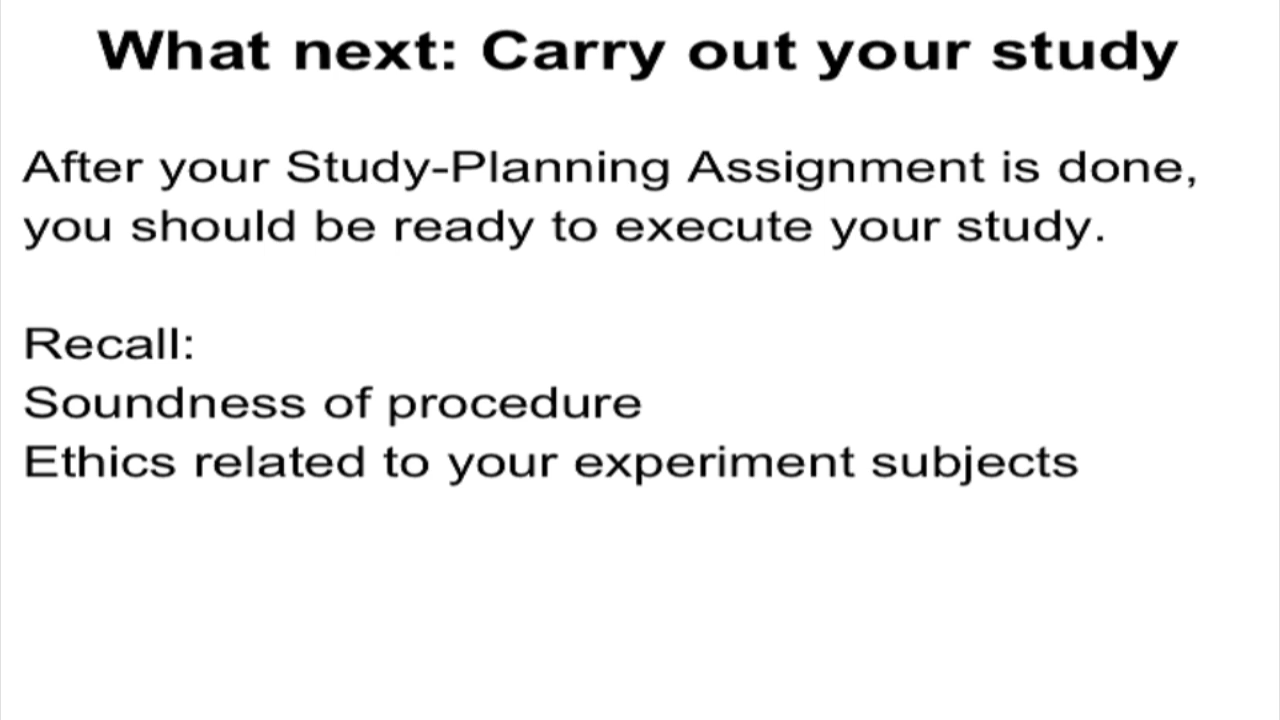 What next: Carry out your study
After your Study-Planning Assignment is done,
you should be ready to execute your study.
Recall:
Soundness of procedure
Ethics related to your experiment subjects